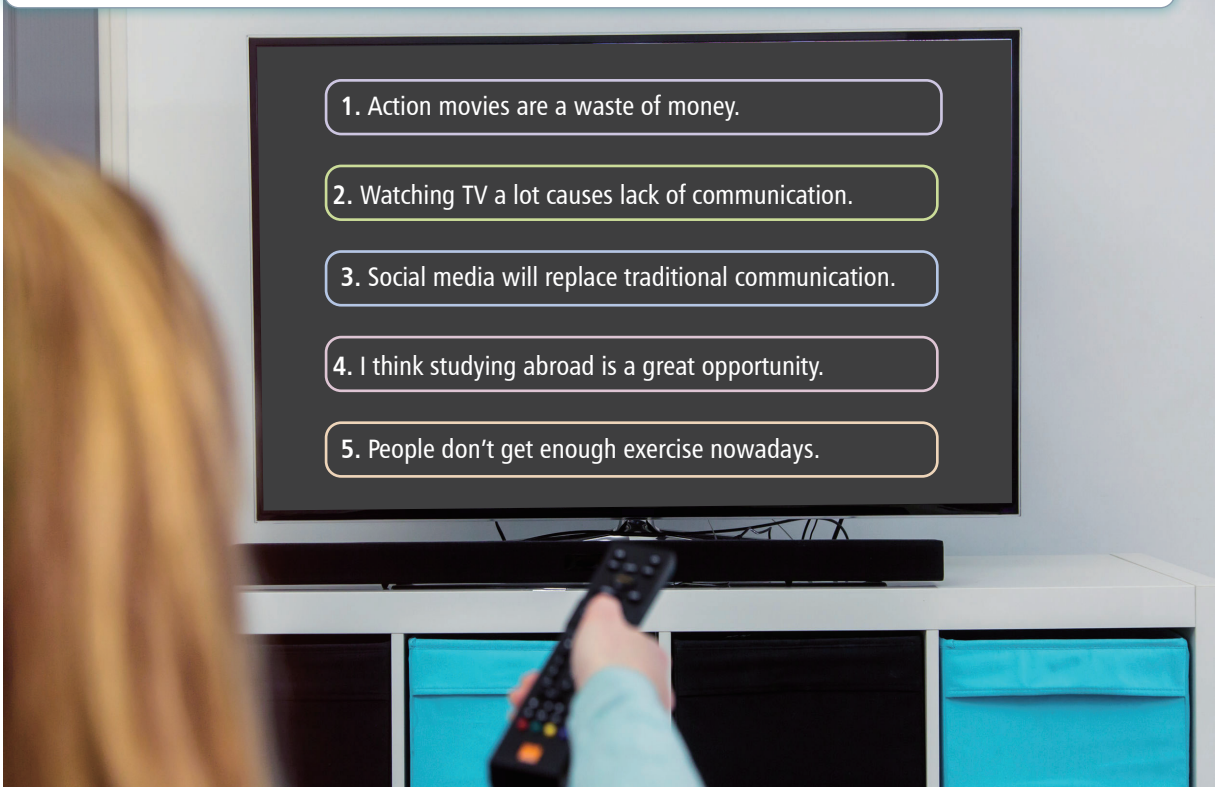 1. Action movies are a waste of money.
2. Watching TV a lot causes lack of communication.
3. Social media will replace traditional communication.
4. I think studying abroad is a great opportunity.
5. People don't get enough exercise nowadays.